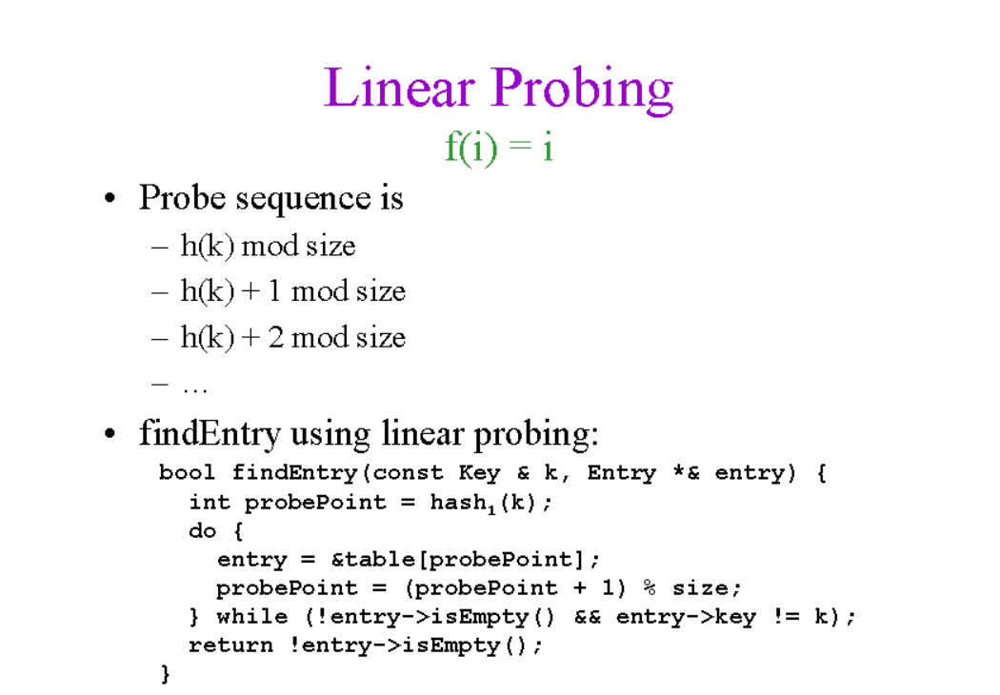 Linear Probing
f(i) = i
• Probe sequence is
– h(k) mod size
– h(k) + 1 mod size
– h(k) + 2 mod size
– …
• findEntry using linear probing:
bool findEntry(const Key & k, Entry *& entry) {
int probePoint = hash₁(k);
do {
entry = &table[probePoint];
probePoint = (probePoint + 1) % size;
} while (!entry->isEmpty() && entry->key != k);
return !entry->isEmpty();
}